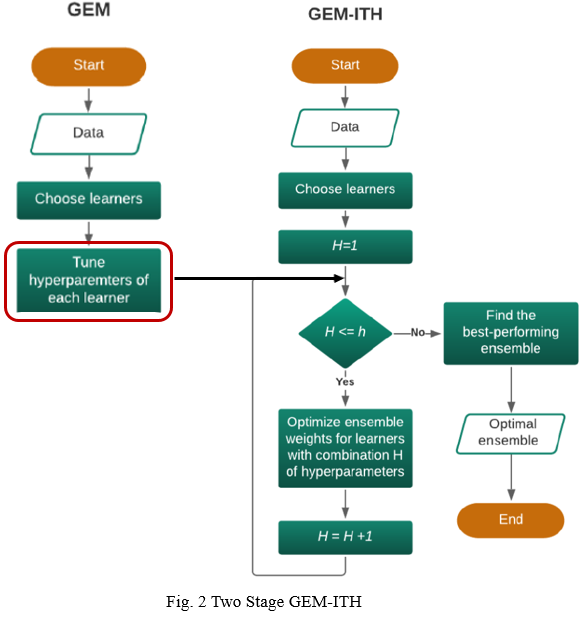 GEM
Start
Data
Choose learners
Tune
hyperparemters of
each learner
GEM-ITH
Start
Data
Choose learners
H=1
H <= h
No
Yes
Find the
best-performing
ensemble
Optimal
ensemble
End
Optimize ensemble
weights for learners
with combination H
of hyperparameters
H = H +1
Fig. 2 Two Stage GEM-ITH